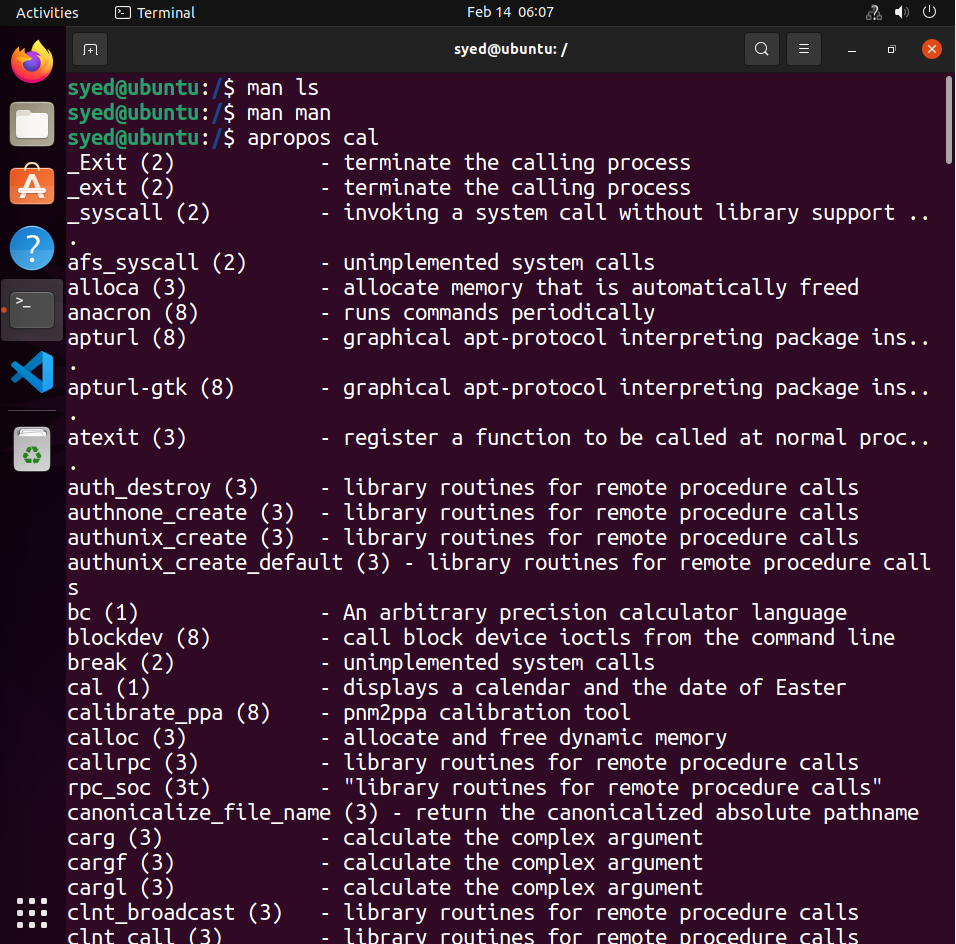 Activities Terminal Feb 14 06:07
syed@ubuntu: /
syed@ubuntu:/$ man ls
syed@ubuntu:/$ man man
syed@ubuntu:/$ apropos cal
_Exit (2) - terminate the calling process
_exit (2) - terminate the calling process
_syscall (2) - invoking a system call without library support ..
.
afs_syscall (2) - unimplemented system calls
alloca (3) - allocate memory that is automatically freed
anacron (8) - runs commands periodically
apturl (8) - graphical apt-protocol interpreting package ins..
.
apturl-gtk (8) - graphical apt-protocol interpreting package ins..
.
atexit (3) - register a function to be called at normal proc..
.
auth_destroy (3) - library routines for remote procedure calls
authnone_create (3) - library routines for remote procedure calls
authunix_create (3) - library routines for remote procedure calls
authunix_create_default (3) - library routines for remote procedure call
s
bc (1) - An arbitrary precision calculator language
blockdev (8) - call block device ioctls from the command line
break (2) - unimplemented system calls
cal (1) - displays a calendar and the date of Easter
calibrate_ppa (8) - pnm2ppa calibration tool
calloc (3) - allocate and free dynamic memory
callrpc (3) - library routines for remote procedure calls
rpc_soc (3t) - "library routines for remote procedure calls"
canonicalize_file_name (3) - return the canonicalized absolute pathname
carg (3) - calculate the complex argument
cargf (3) - calculate the complex argument
cargl (3) - calculate the complex argument
clnt_broadcast (3) - library routines for remote procedure calls
clnt_call (3) - library routines for remote procedure calls